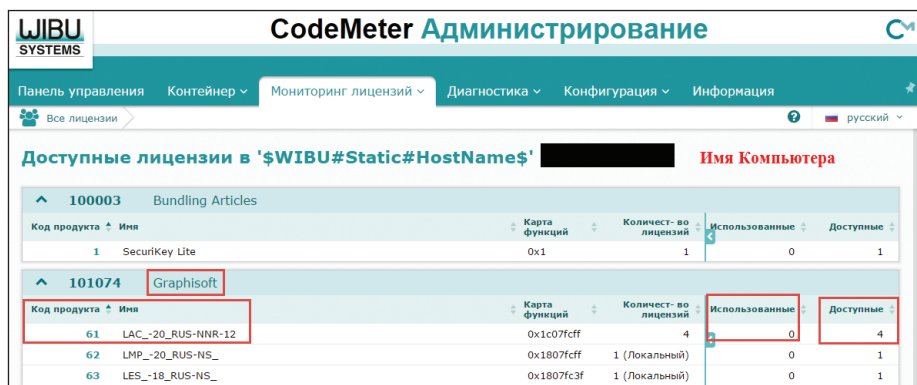 WIBU
SYSTEMS
CodeMeter Администрирование
Панель управления Контейнер Мониторинг лицензий Диагностика Конфигурация Информация
Все лицензии русский
Доступные лицензии в '$WIBU#Static#HostName$' Имя Компьютера
100003 Bundling Articles
Код продукта Имя Карта функций Количест- во лицензий Использованные Доступные
1 SecuriKey Lite 0x1 1 0 1
101074 Graphisoft
Код продукта Имя Карта функций Количест- во лицензий Использованные Доступные
61 LAC_-20_RUS-NNR-12 0x1c07fcff 4 0 4
62 LMP_-20_RUS-NS_ 0x1807fcff 1 (Локальный) 0 1
63 LES_-18_RUS-NS_ 0x1807fc3f 1 (Локальный) 0 1